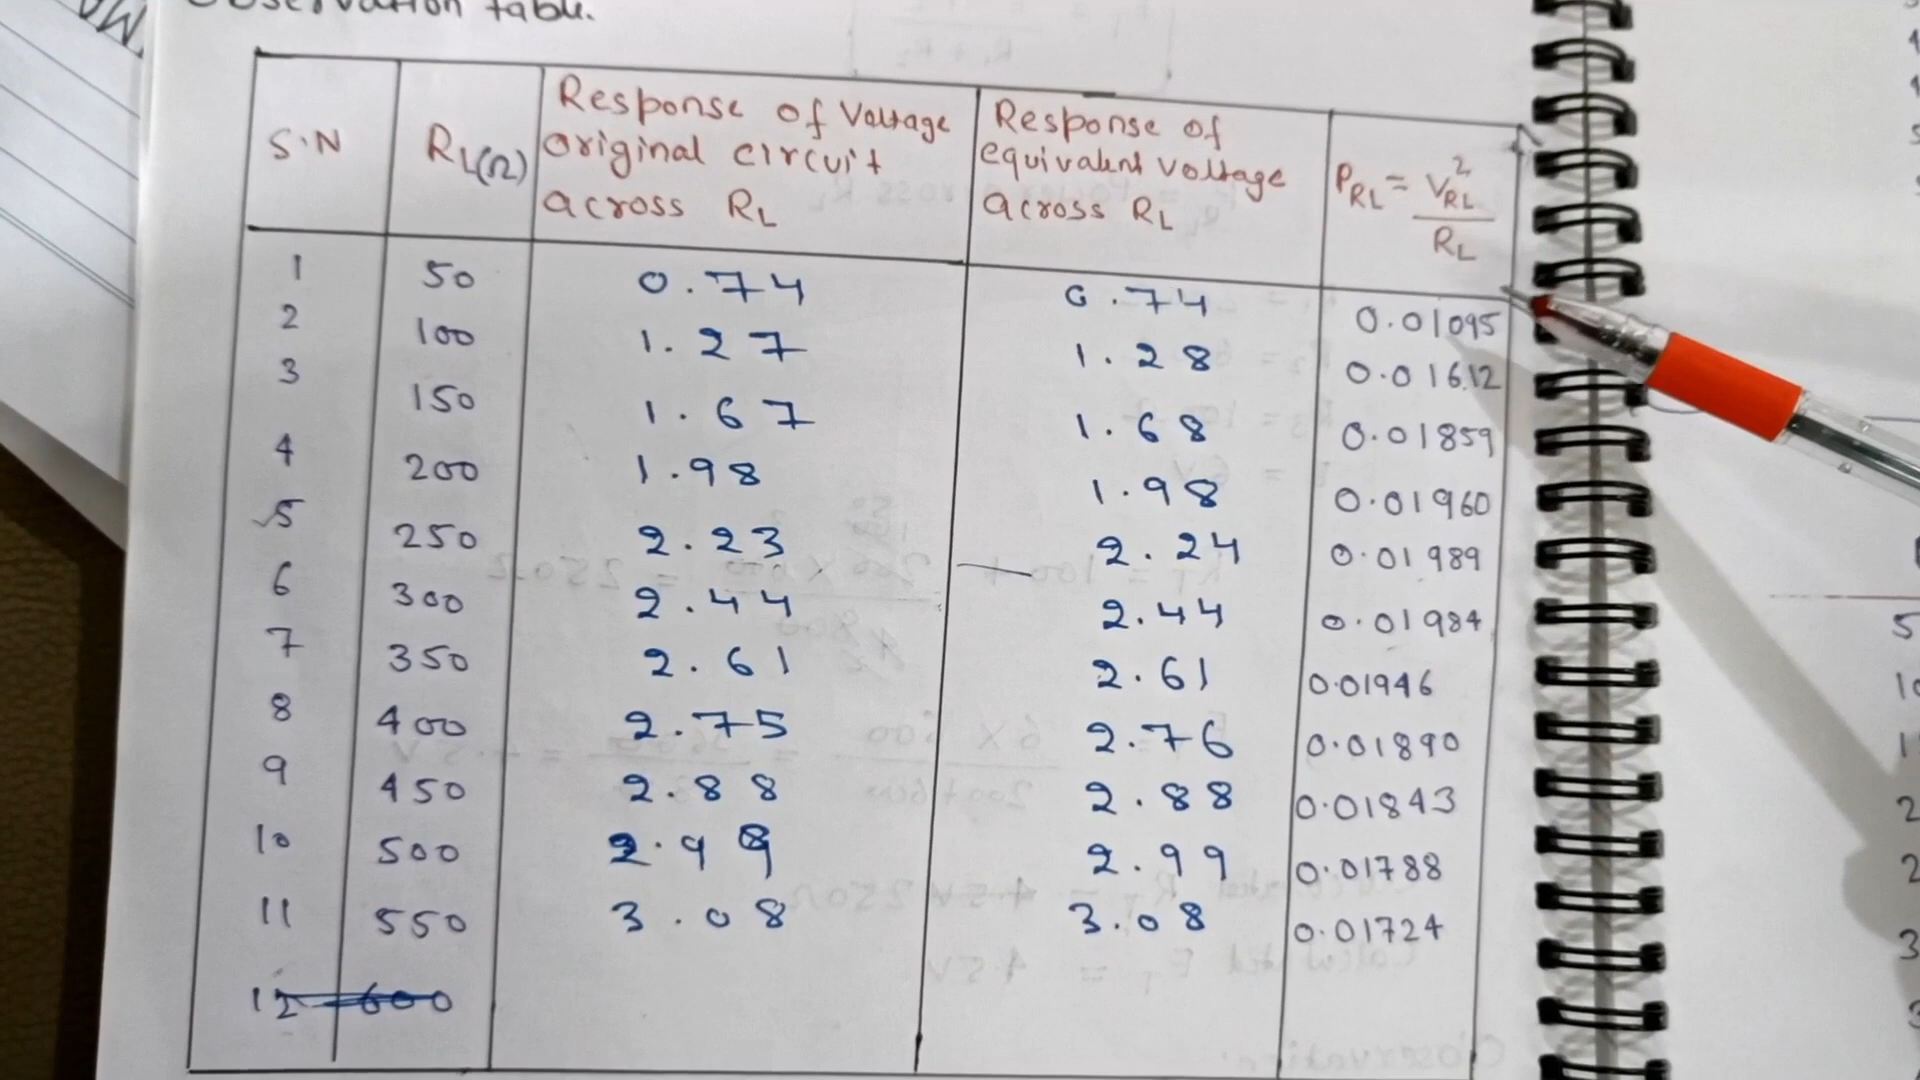 Observation table.
S.N
RL(Ω)
Response of Voltage
original circuit
across RL
Response of
equivalent voltage
across RL
PRL = V²RL
RL
1 50 0.74 0.74 0.01095
2 100 1.27 1.28 0.01612
3 150 1.67 1.68 0.01859
4 200 1.98 1.98 0.01960
5 250 2.23 2.24 0.01989
6 300 2.44 2.44 0.01984
7 350 2.61 2.61 0.01946
8 400 2.75 2.76 0.01890
9 450 2.88 2.88 0.01843
10 500 2.99 2.99 0.01788
11 550 3.08 3.08 0.01724
12 600